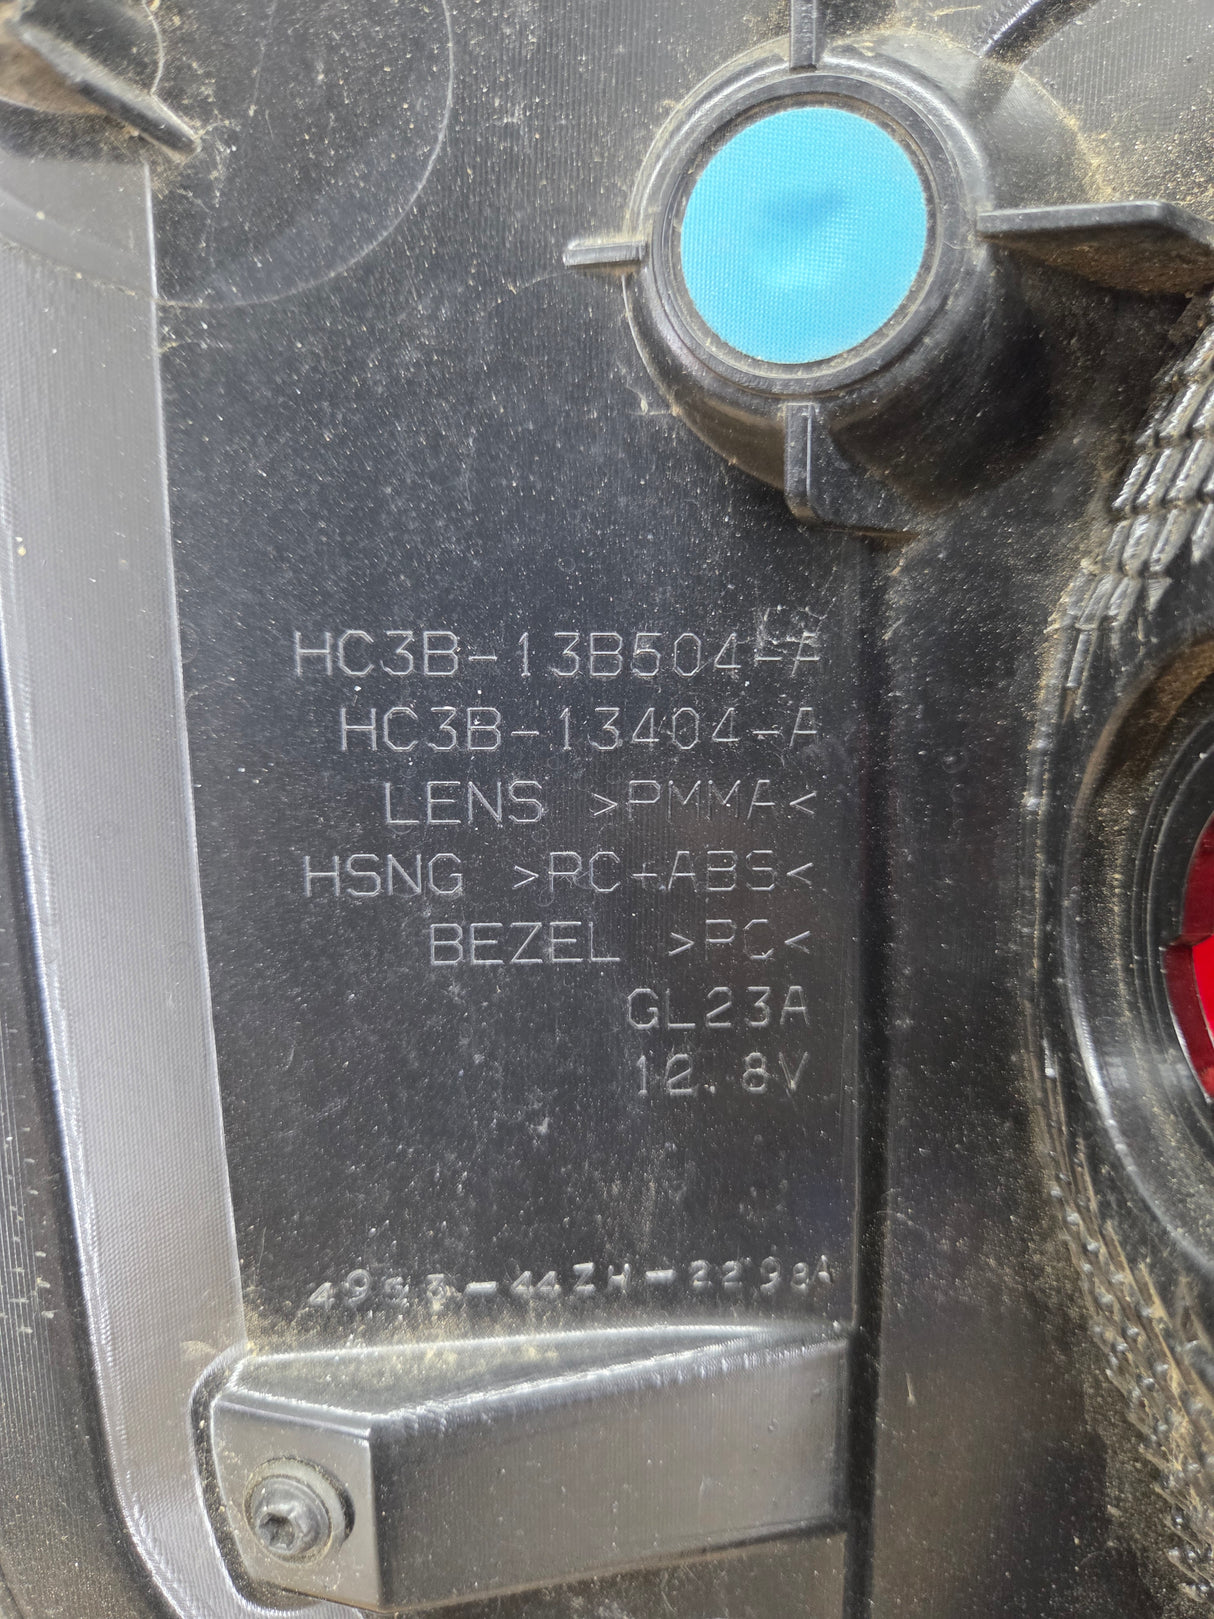 HC3B-13B504-A
HC3B-13404-A
LENS >PMMA<
HSNG >PC+ABS<
BEZEL >PC<
GL23A
12.8V